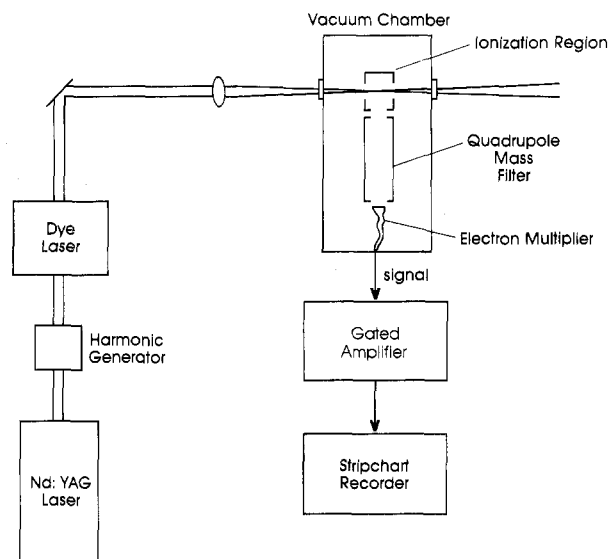 Vacuum Chamber
Ionization Region
Quadrupole
Mass
Filter
Electron Multiplier
signal
Dye
Laser
Harmonic
Generator
Gated
Amplifier
Nd: YAG
Laser
Stripchart
Recorder